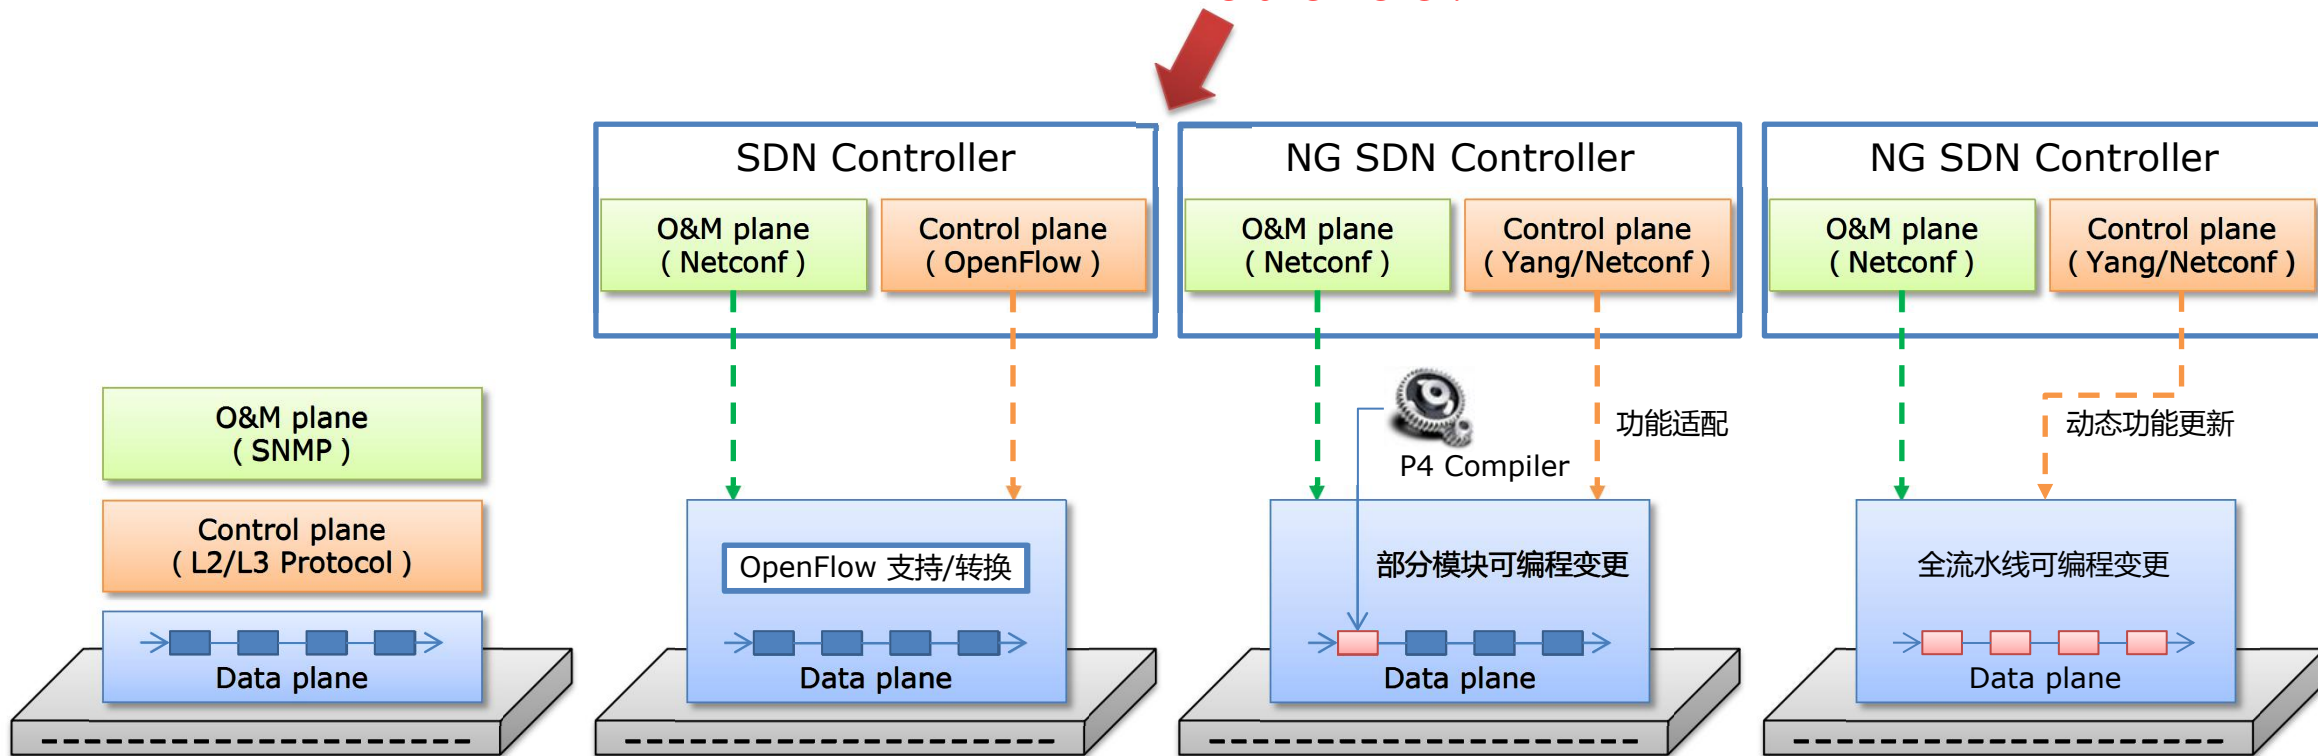 SDN Controller
O&M plane
( Netconf )
Control plane
( OpenFlow )
NG SDN Controller
O&M plane
( Netconf )
Control plane
( Yang/Netconf )
NG SDN Controller
O&M plane
( Netconf )
Control plane
( Yang/Netconf )
O&M plane
( SNMP )
Control plane
( L2/L3 Protocol )
Data plane
OpenFlow 支持/转换
Data plane
P4 Compiler
功能适配
部分模块可编程变更
Data plane
动态功能更新
全流水线可编程变更
Data plane